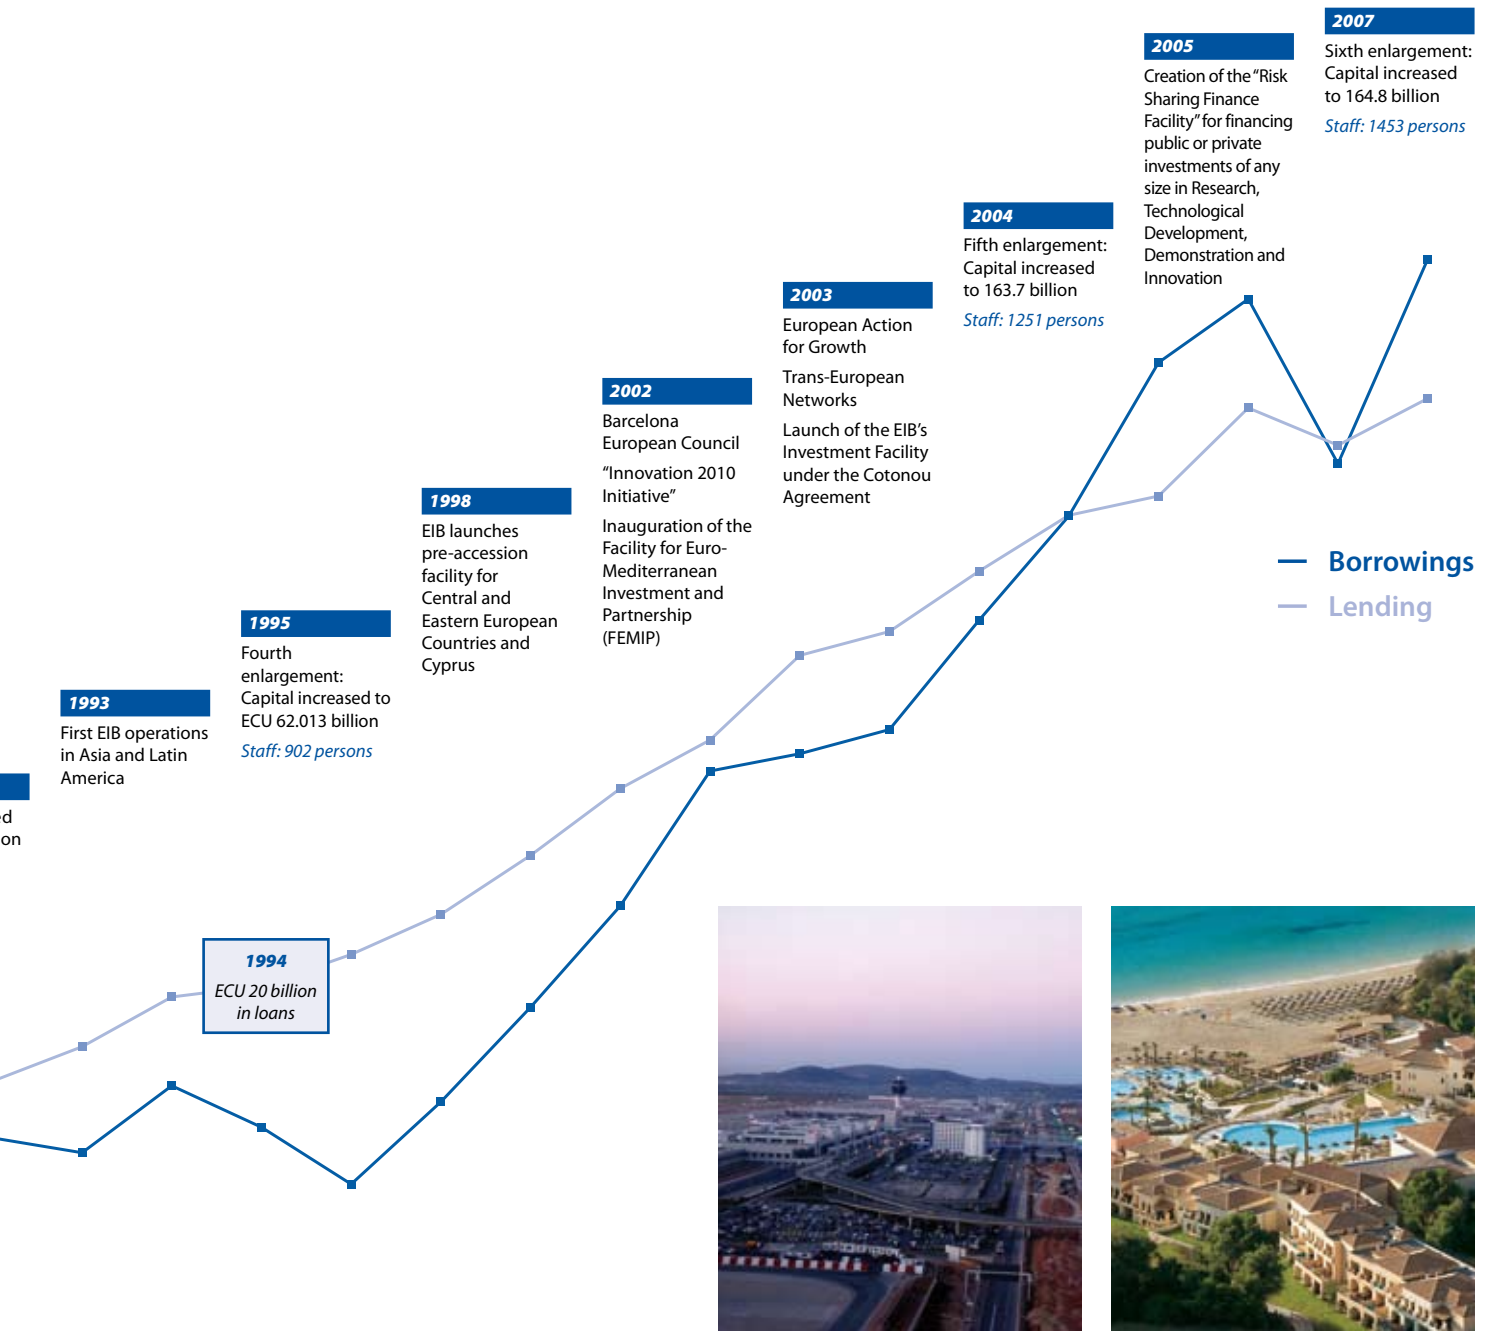 2007
Sixth enlargement:
Capital increased
to 164.8 billion
Staff: 1453 persons
2005
Creation of the “Risk
Sharing Finance
Facility” for financing
public or private
investments of any
size in Research,
Technological
Development,
Demonstration and
Innovation
2004
Fifth enlargement:
Capital increased
to 163.7 billion
Staff: 1251 persons
2003
European Action
for Growth
Trans-European
Networks
Launch of the EIB’s
Investment Facility
under the Cotonou
Agreement
2002
Barcelona
European Council
“Innovation 2010
Initiative”
Inauguration of the
Facility for Euro-
Mediterranean
Investment and
Partnership
(FEMIP)
1998
EIB launches
pre-accession
facility for
Central and
Eastern European
Countries and
Cyprus
1995
Fourth
enlargement:
Capital increased to
ECU 62.013 billion
Staff: 902 persons
1993
First EIB operations
in Asia and Latin
America
ed
on
1994
ECU 20 billion
in loans
Borrowings
Lending